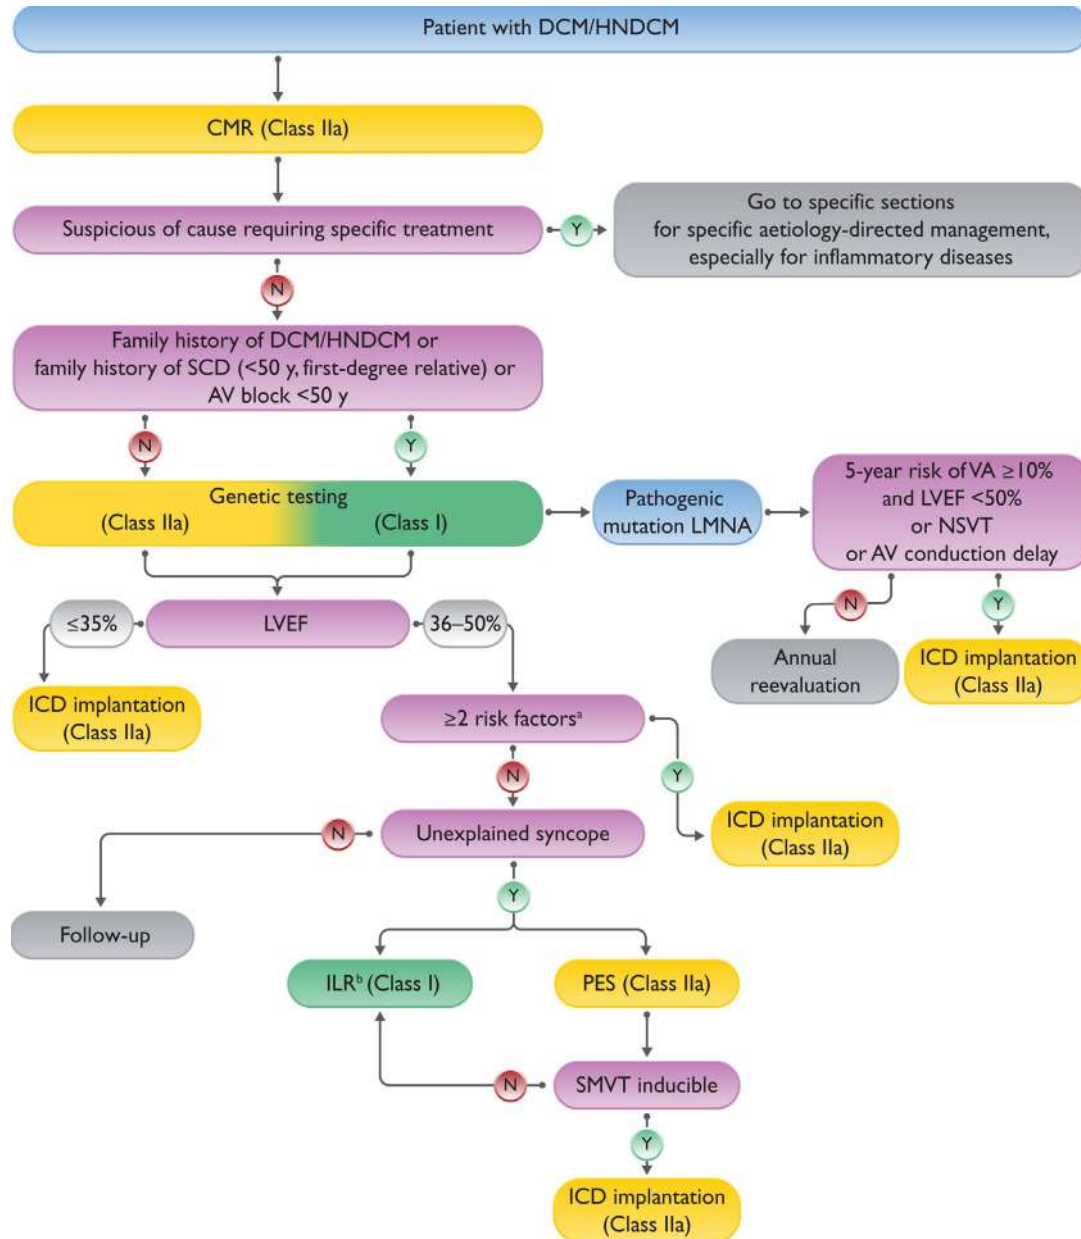 Patient with DCM/HNDCM
CMR (Class IIa)
Suspicious of cause requiring specific treatment
Y
Go to specific sections
for specific aetiology-directed management,
especially for inflammatory diseases
N
Family history of DCM/HNDCM or
family history of SCD (<50 y, first-degree relative) or
AV block <50 y
N
Y
Genetic testing
(Class IIa)
(Class I)
Pathogenic
mutation LMNA
5-year risk of VA ≥10%
and LVEF <50%
or NSVT
or AV conduction delay
N
Y
Annual
reevaluation
ICD implantation
(Class IIa)
≤35%
LVEF
36–50%
ICD implantation
(Class IIa)
≥2 risk factorsᵃ
N
Y
ICD implantation
(Class IIa)
Unexplained syncope
N
Y
Follow-up
ILRᵇ (Class I)
PES (Class IIa)
SMVT inducible
N
Y
ICD implantation
(Class IIa)